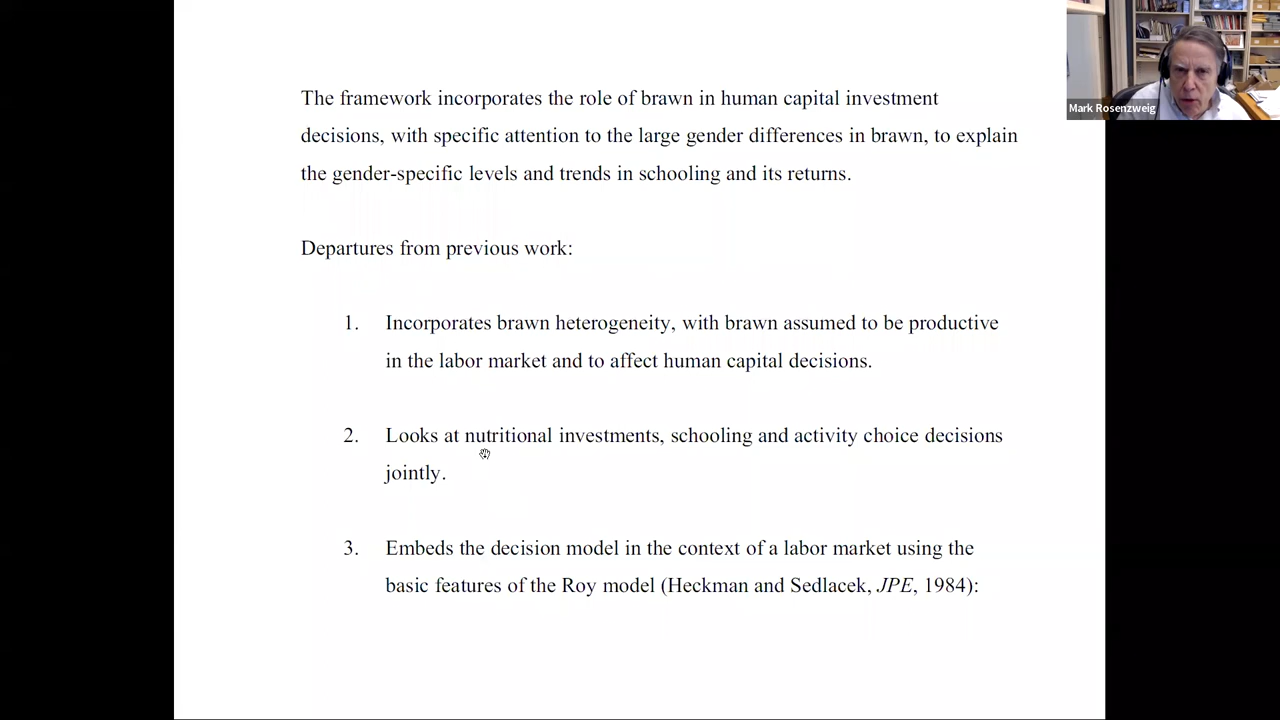 Mark Rosenzweig
The framework incorporates the role of brawn in human capital investment
decisions, with specific attention to the large gender differences in brawn, to explain
the gender-specific levels and trends in schooling and its returns.
Departures from previous work:
1. Incorporates brawn heterogeneity, with brawn assumed to be productive
in the labor market and to affect human capital decisions.
2. Looks at nutritional investments, schooling and activity choice decisions
jointly.
3. Embeds the decision model in the context of a labor market using the
basic features of the Roy model (Heckman and Sedlacek, JPE, 1984):